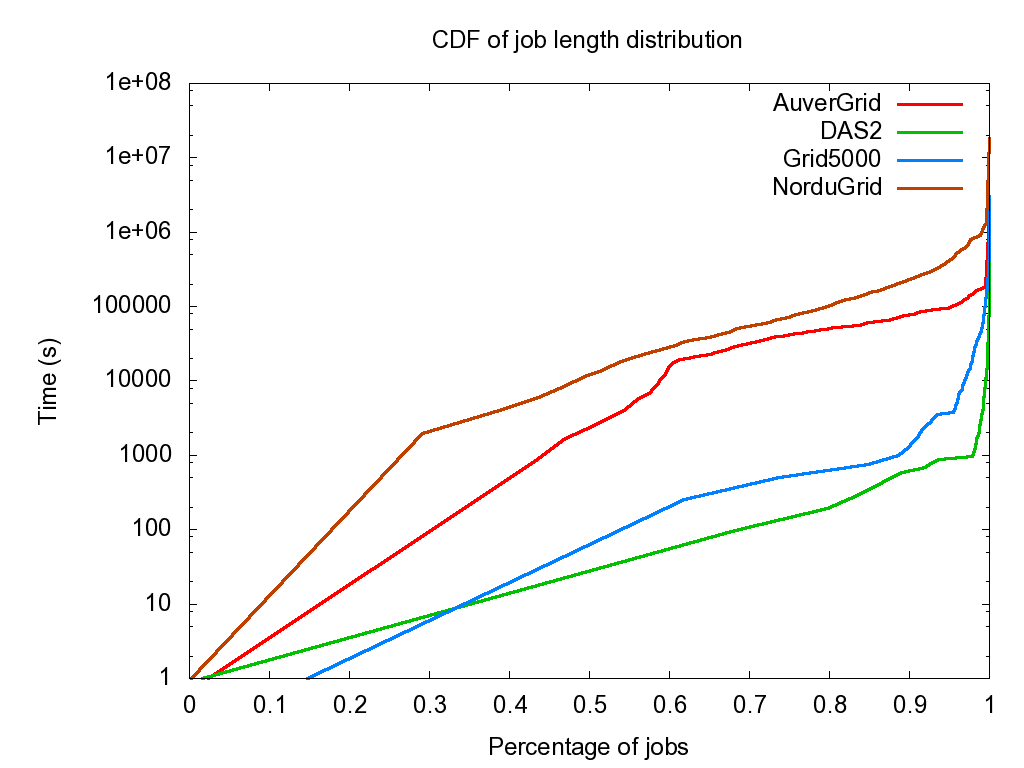 CDF of job length distribution
1e+08
1e+07
1e+06
100000
10000
1000
100
10
1
Time (s)
AuverGrid
DAS2
Grid5000
NorduGrid
0 0.1 0.2 0.3 0.4 0.5 0.6 0.7 0.8 0.9 1
Percentage of jobs